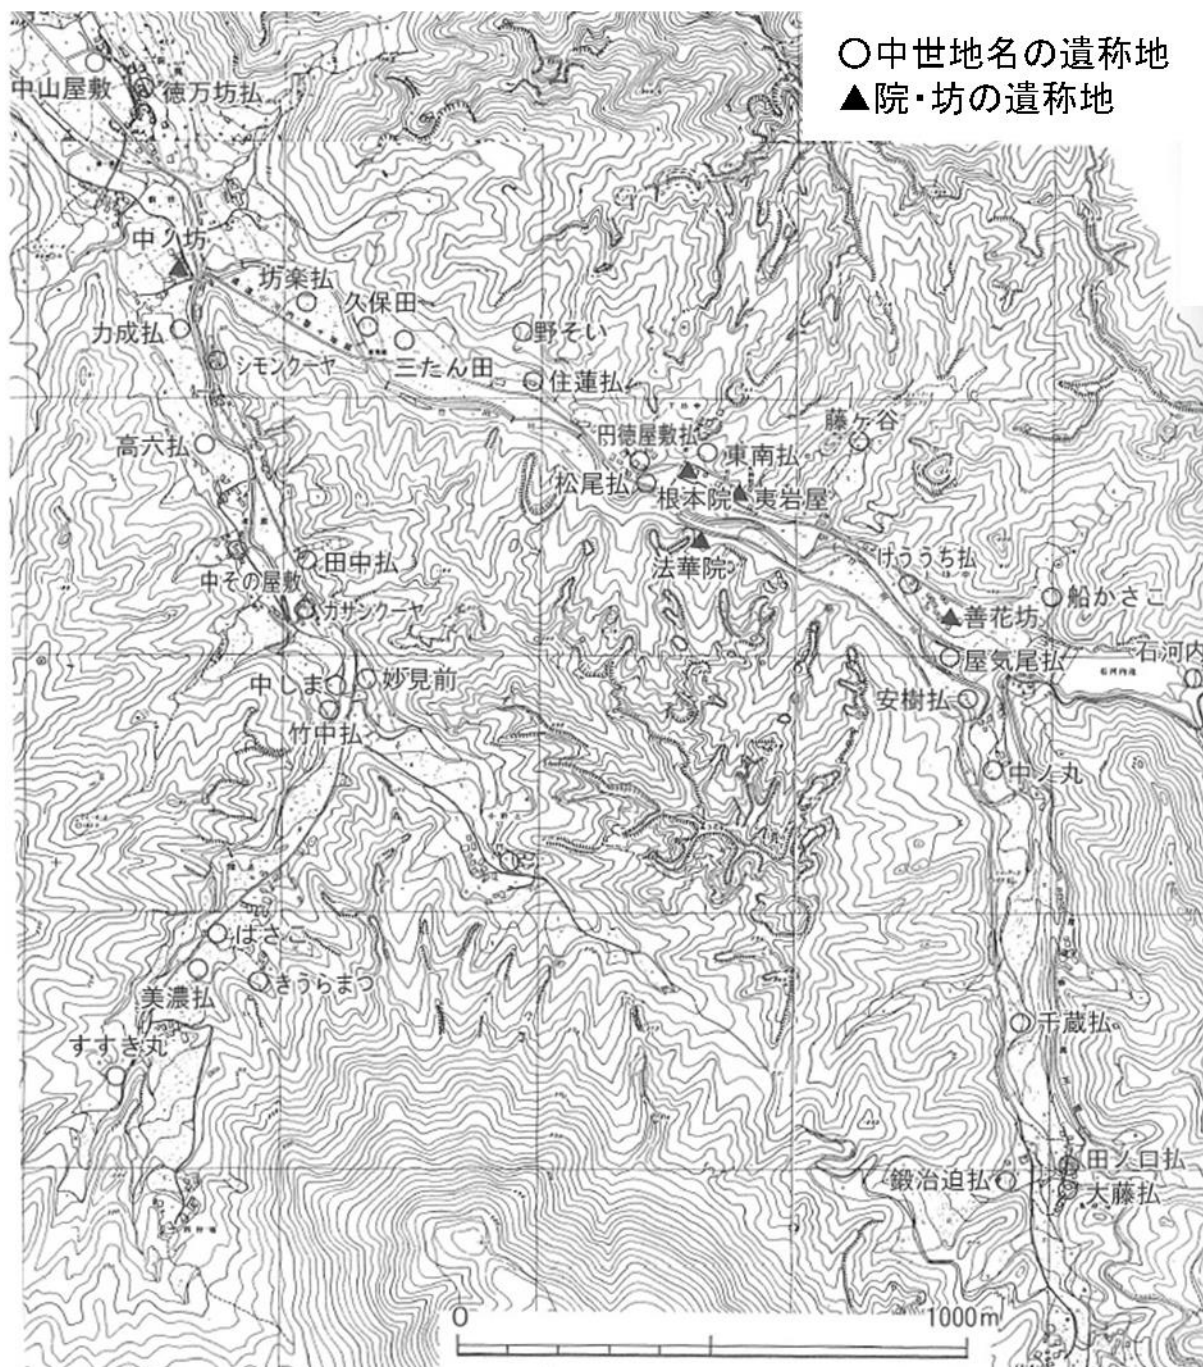 〇中世地名の遺称地
▲院・坊の遺称地
中山屋敷
徳万坊払
中ノ坊
坊楽払
久保田
力成払
シモンクーヤ
三たん田
野そい
住蓮払
高六払
円徳屋敷払
東南払
藤ヶ谷
松尾払
根本院
夷岩屋
法華院
田中払
中その屋敷
ガサンクーヤ
けううち払
善花坊
船かさこ
屋気尾払
石河内
中しま
妙見前
安樹払
竹中払
中ノ丸
はさこ
きうらまつ
美濃払
すすき丸
千蔵払
田ノ口払
鍛治迫払
大藤払
0
1000m